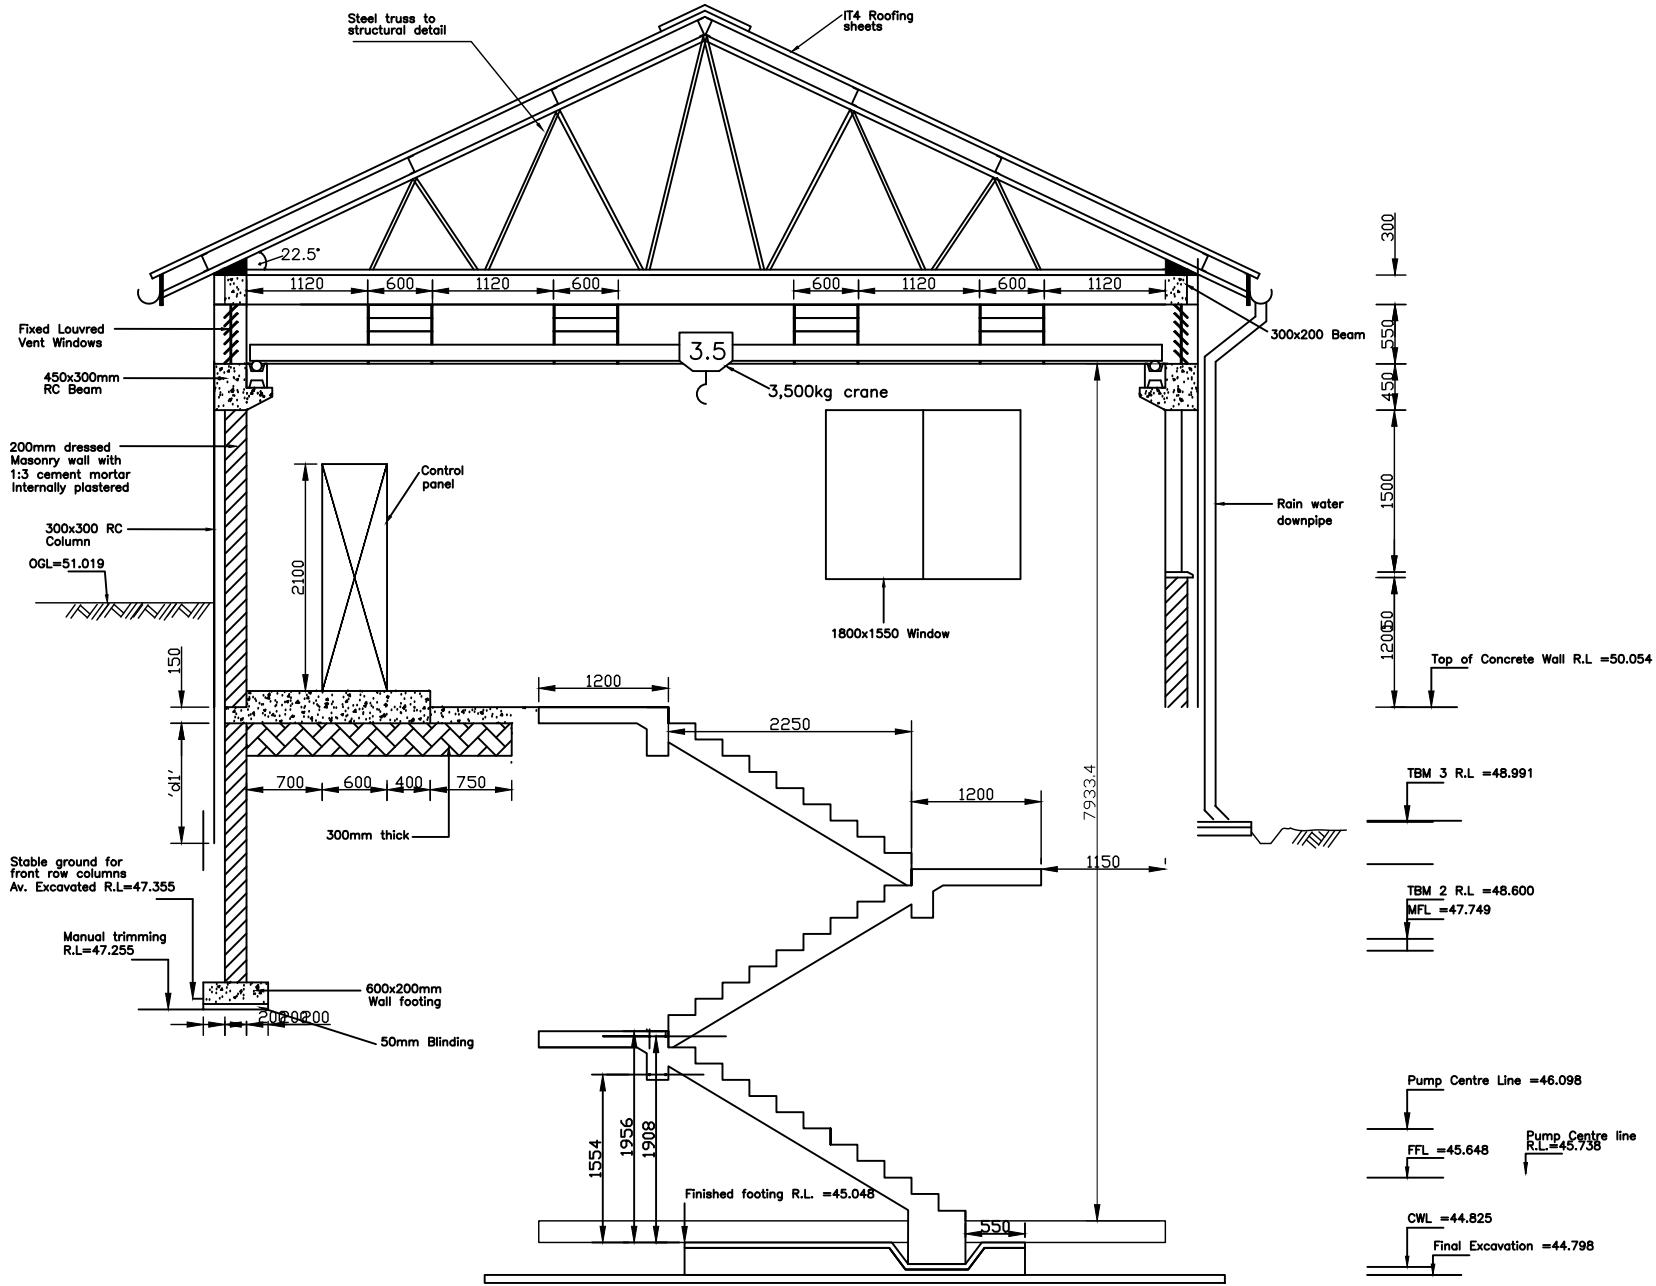 Steel truss to
structural detail
IT4 Roofing
sheets
22.5°
1120
600
1120
600
600
1120
600
1120
300
Fixed Louvred
Vent Windows
300x200 Beam
550
3.5
3,500kg crane
450x300mm
RC Beam
450
200mm dressed
Masonry wall with
1:3 cement mortar
Internally plastered
Control
panel
1500
Rain water
downpipe
300x300 RC
Column
OGL=51.019
2100
1800x1550 Window
50
1200
150
Top of Concrete Wall R.L =50.054
1200
2250
'd1'
700
600
400
750
7933.4
1200
TBM 3 R.L =48.991
300mm thick
Stable ground for
front row columns
Av. Excavated R.L=47.355
1150
TBM 2 R.L =48.600
MFL =47.749
Manual trimming
R.L=47.255
600x200mm
Wall footing
200
200
200
50mm Blinding
1554
1956
1908
Pump Centre Line =46.098
Pump Centre line
R.L.=45.738
FFL =45.648
Finished footing R.L. =45.048
550
CWL =44.825
Final Excavation =44.798